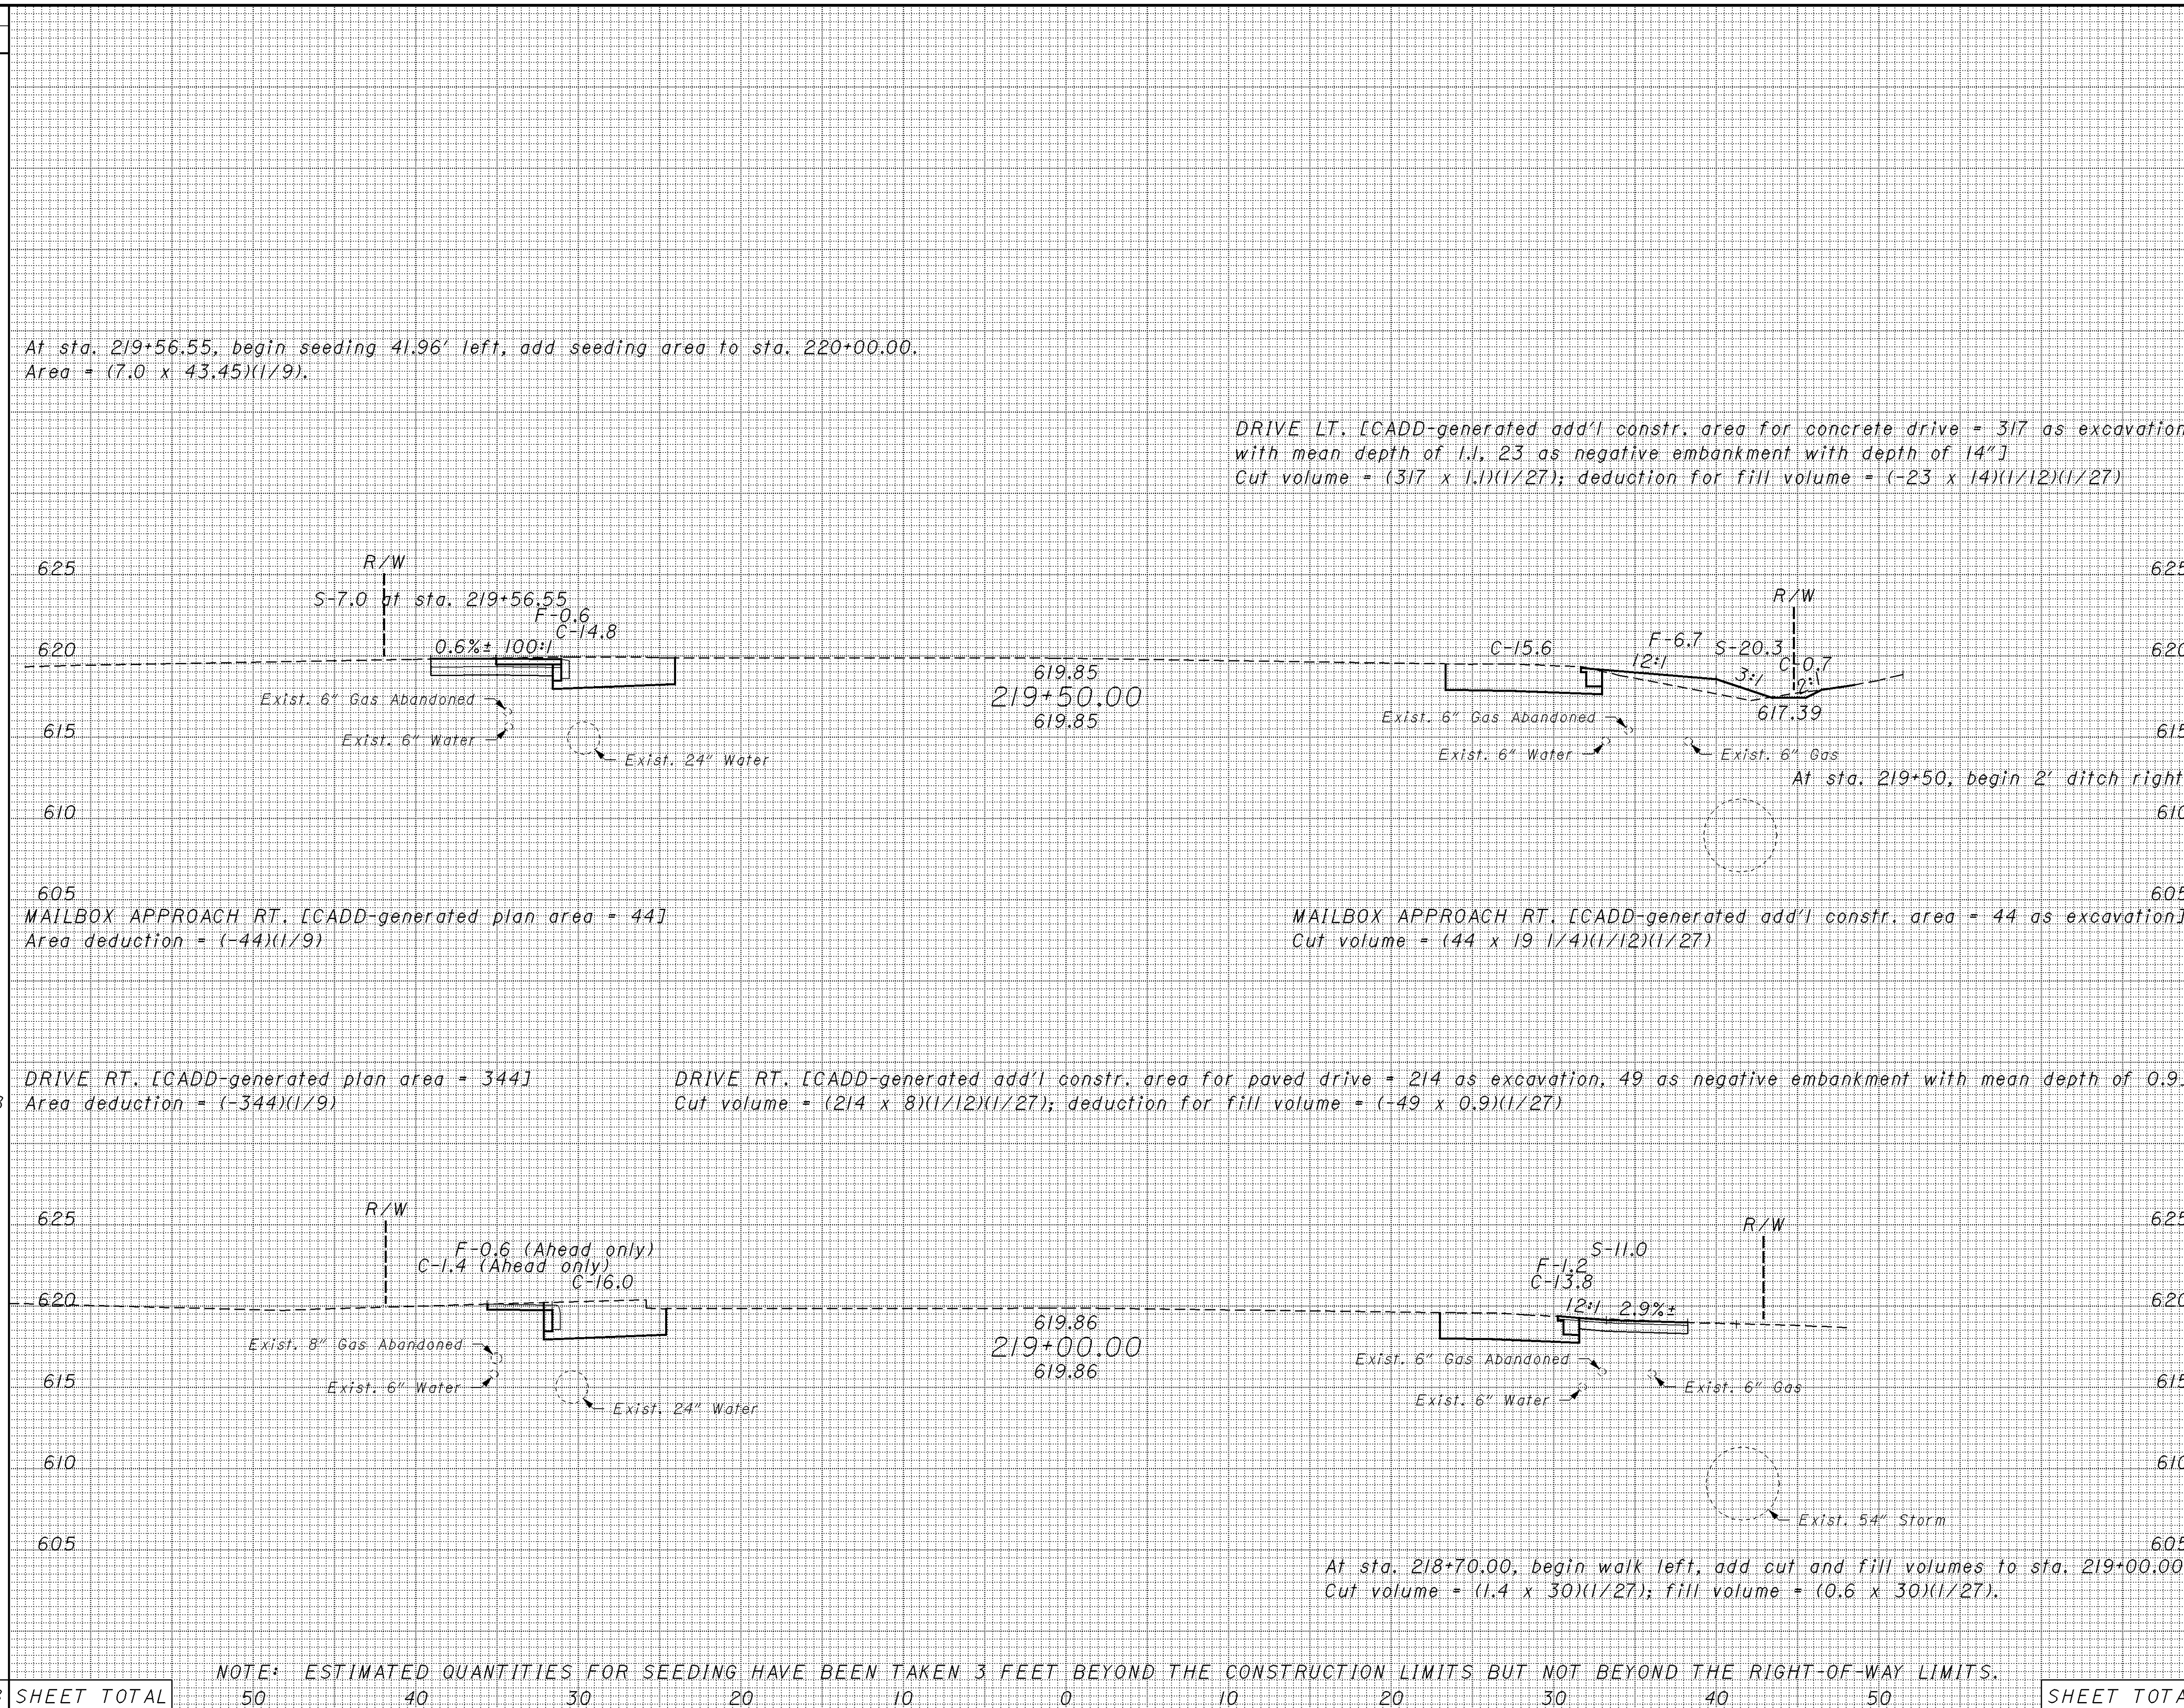 At sta. 219+56.55, begin seeding 41.96' left, add seeding area to sta. 220+00.00.
Area = (7.0 x 43.45)(1/9).
DRIVE LT. [CADD-generated add'l constr. area for concrete drive = 317 as excavation
with mean depth of 1.1, 23 as negative embankment with depth of 14"]
Cut volume = (317 x 1.1)(1/27); deduction for fill volume = (-23 x 14)(1/12)(1/27)
R/W
625
625
S-7.0 at sta. 219+56.55
R/W
F-0.6
C-14.8
620
0.6%± 100:1
C-15.6
F-6.7
S-20.3
620
12:1
C-0.7
3:1
2:1
619.85
219+50.00
619.85
617.39
Exist. 6" Gas Abandoned
Exist. 6" Gas Abandoned
615
615
Exist. 6" Water
Exist. 24" Water
Exist. 6" Water
Exist. 6" Gas
At sta. 219+50, begin 2' ditch right
610
610
605
605
MAILBOX APPROACH RT. [CADD-generated plan area = 44]
Area deduction = (-44)(1/9)
MAILBOX APPROACH RT. [CADD-generated add'l constr. area = 44 as excavation]
Cut volume = (44 x 19 1/4)(1/12)(1/27)
DRIVE RT. [CADD-generated plan area = 344]
Area deduction = (-344)(1/9)
DRIVE RT. [CADD-generated add'l constr. area for paved drive = 214 as excavation, 49 as negative embankment with mean depth of 0.9]
Cut volume = (214 x 8)(1/12)(1/27); deduction for fill volume = (-49 x 0.9)(1/27)
R/W
625
R/W
625
F-0.6 (Ahead only)
C-1.4 (Ahead only)
C-16.0
S-11.0
F-1.2
C-13.8
620
12:1 2.9%±
620
619.86
219+00.00
619.86
Exist. 8" Gas Abandoned
Exist. 6" Gas Abandoned
615
615
Exist. 6" Water
Exist. 24" Water
Exist. 6" Water
Exist. 6" Gas
610
610
Exist. 54" Storm
605
605
At sta. 218+70.00, begin walk left, add cut and fill volumes to sta. 219+00.00
Cut volume = (1.4 x 30)(1/27); fill volume = (0.6 x 30)(1/27).
NOTE: ESTIMATED QUANTITIES FOR SEEDING HAVE BEEN TAKEN 3 FEET BEYOND THE CONSTRUCTION LIMITS BUT NOT BEYOND THE RIGHT-OF-WAY LIMITS.
SHEET TOTAL
50 40 30 20 10 0 10 20 30 40 50
SHEET TOTA